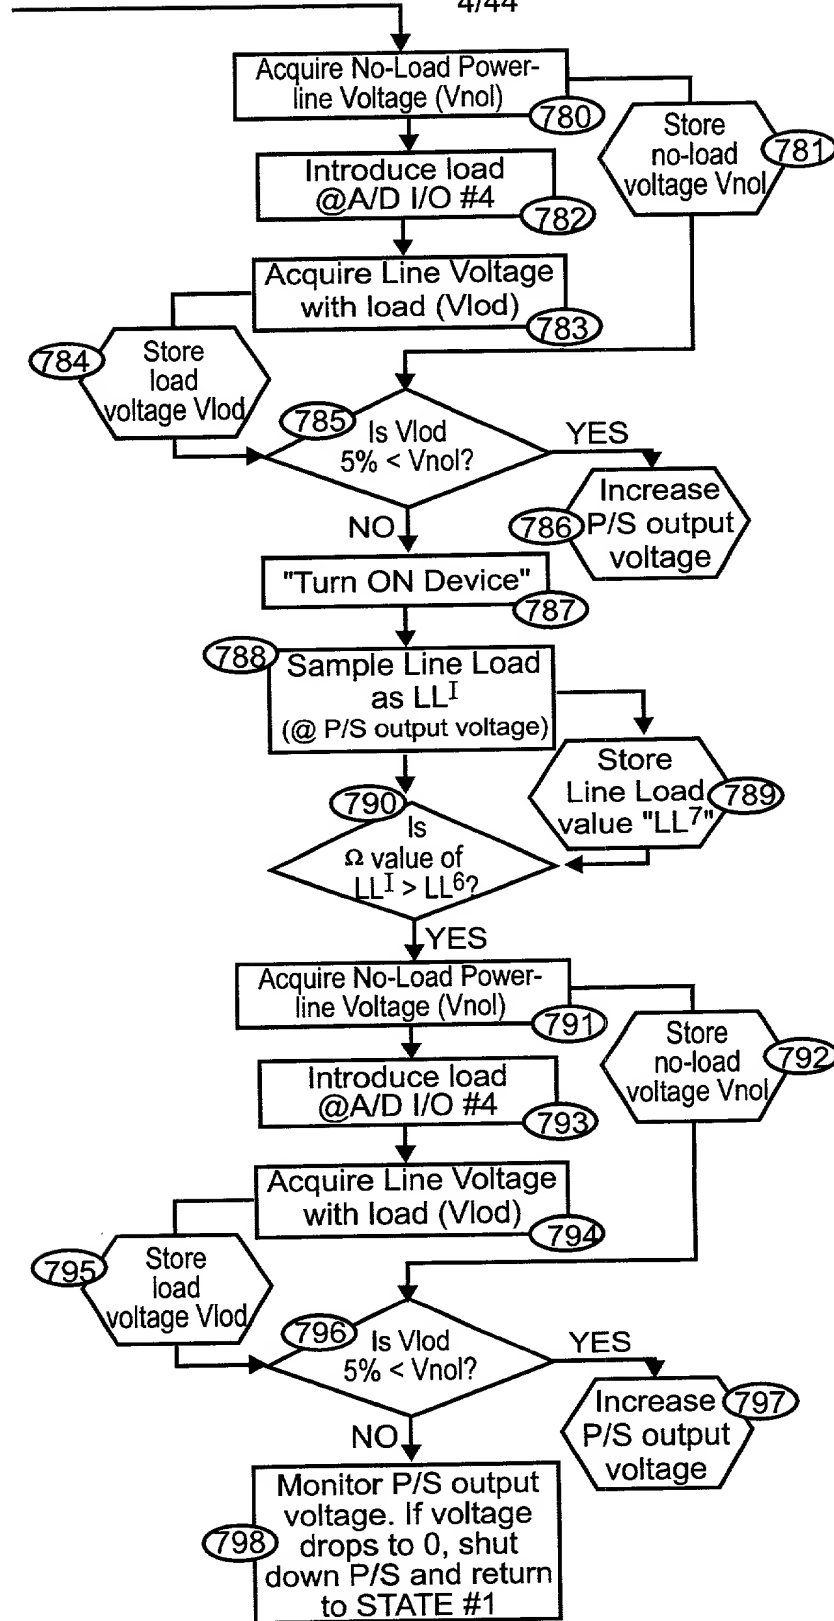 4/44
Acquire No-Load Power-
line Voltage (Vnol)
780
Store
no-load
voltage Vnol
781
Introduce load
@A/D I/O #4
782
Acquire Line Voltage
with load (Vlod)
783
784
Store
load
voltage Vlod
785
Is Vlod
5% < Vnol?
YES
Increase
P/S output
voltage
786
NO
"Turn ON Device"
787
788
Sample Line Load
as LL^I
(@ P/S output voltage)
Store
Line Load
value "LL^7"
789
790
Is
Ω value of
LL^I > LL^6?
YES
Acquire No-Load Power-
line Voltage (Vnol)
791
Store
no-load
voltage Vnol
792
Introduce load
@A/D I/O #4
793
Acquire Line Voltage
with load (Vlod)
794
795
Store
load
voltage Vlod
796
Is Vlod
5% < Vnol?
YES
Increase
P/S output
voltage
797
NO
798
Monitor P/S output
voltage. If voltage
drops to 0, shut
down P/S and return
to STATE #1